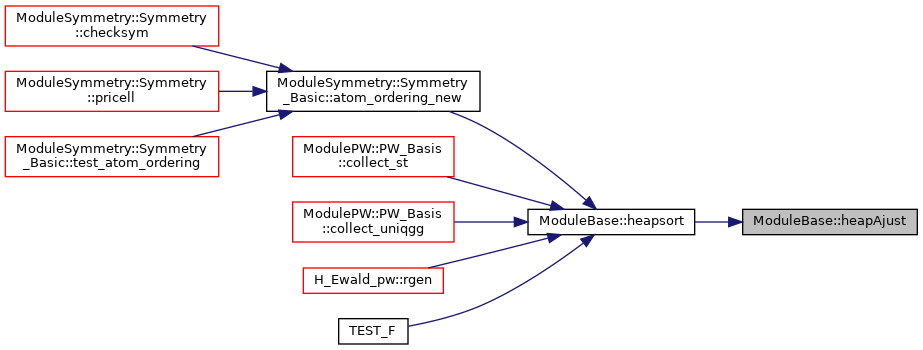 ModuleSymmetry::Symmetry
::checksym
ModuleSymmetry::Symmetry
::pricell
ModuleSymmetry::Symmetry
_Basic::test_atom_ordering
ModuleSymmetry::Symmetry
_Basic::atom_ordering_new
ModulePW::PW_Basis
::collect_st
ModulePW::PW_Basis
::collect_uniqgg
H_Ewald_pw::rgen
TEST_F
ModuleBase::heapsort
ModuleBase::heapAjust